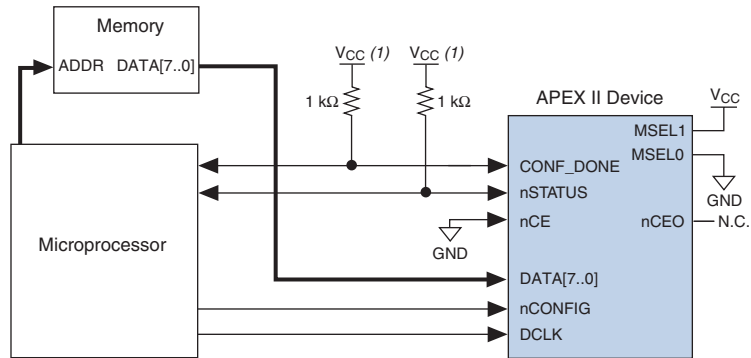 Memory
ADDR DATA[7..0]
VCC (1) VCC (1)
1 kΩ 1 kΩ
APEX II Device
VCC
MSEL1
MSEL0
GND
CONF_DONE
nSTATUS
nCE
nCEO N.C.
GND
Microprocessor
DATA[7..0]
nCONFIG
DCLK